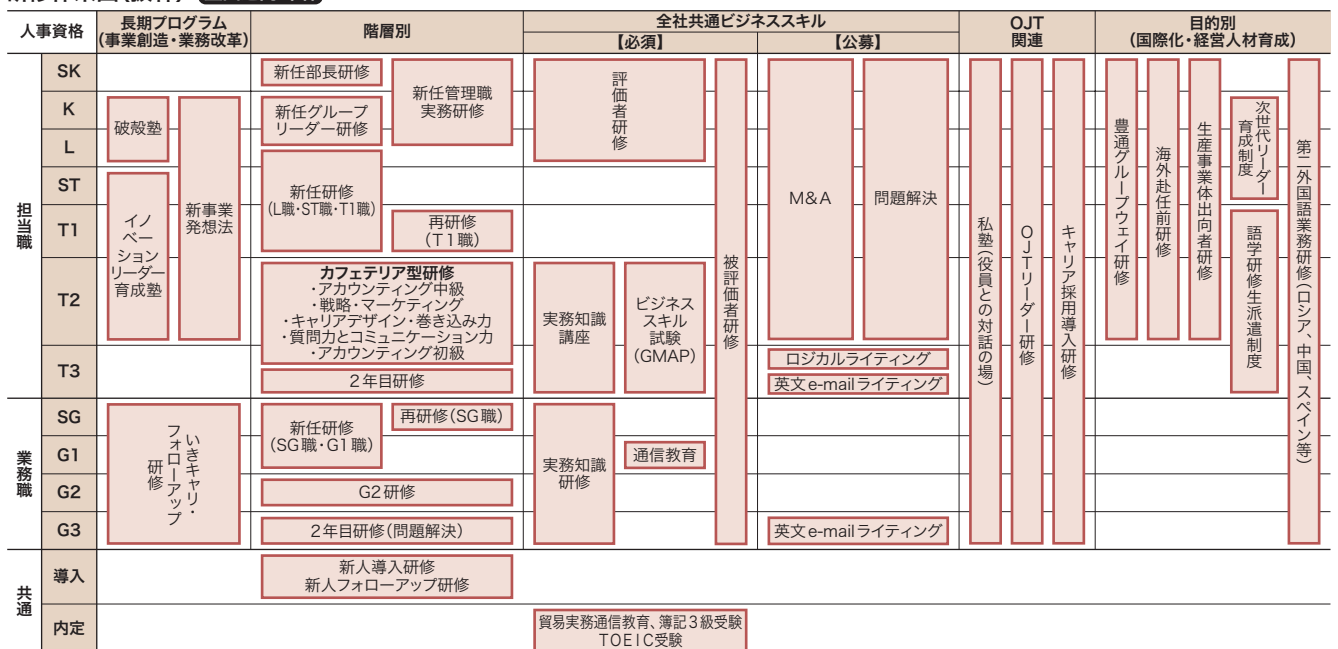 人事資格
長期プログラム
(事業創造・業務改革)
階層別
全社共通ビジネススキル
【必須】
【公募】
OJT
関連
目的別
(国際化・経営人材育成)
担当職
SK
K
L
ST
T1
T2
T3
業務職
SG
G1
G2
G3
共通
導入
内定
破殻塾
イノ
ベー
ション
リーダー
育成塾
新事業
発想法
いきキャリ・
フォローアップ
研修
新任部長研修
新任グループ
リーダー研修
新任管理職
実務研修
新任研修
(L職・ST職・T1職)
再研修
(T1職)
カフェテリア型研修
・アカウンティング中級
・戦略・マーケティング
・キャリアデザイン・巻き込み力
・質問力とコミュニケーション力
・アカウンティング初級
2年目研修
新任研修
(SG職・G1職)
再研修(SG職)
G2研修
2年目研修(問題解決)
新人導入研修
新人フォローアップ研修
評価者研修
実務知識
講座
ビジネス
スキル
試験
(GMAP)
被評価者研修
実務知識
研修
通信教育
貿易実務通信教育、簿記3級受験
TOEIC受験
M&A
問題解決
ロジカルライティング
英文e-mailライティング
英文e-mailライティング
私塾(役員との対話の場)
OJTリーダー研修
キャリア採用導入研修
豊通グループウェイ研修
海外赴任前研修
生産事業体出向者研修
次世代リーダー
育成制度
語学研修生派遣制度
第二外国語業務研修(ロシア、中国、スペイン等)